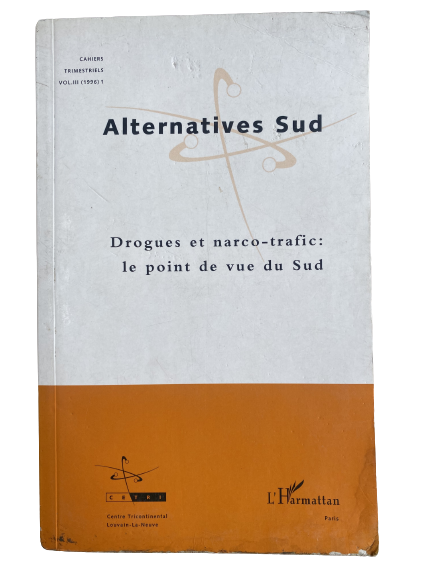 CAHIERS
TRIMESTRIELS
VOL.III (1996) 1
Alternatives Sud
Drogues et narco-trafic:
le point de vue du Sud
CETRI
Centre Tricontinental
Louvain-La-Neuve
L'Harmattan
Paris